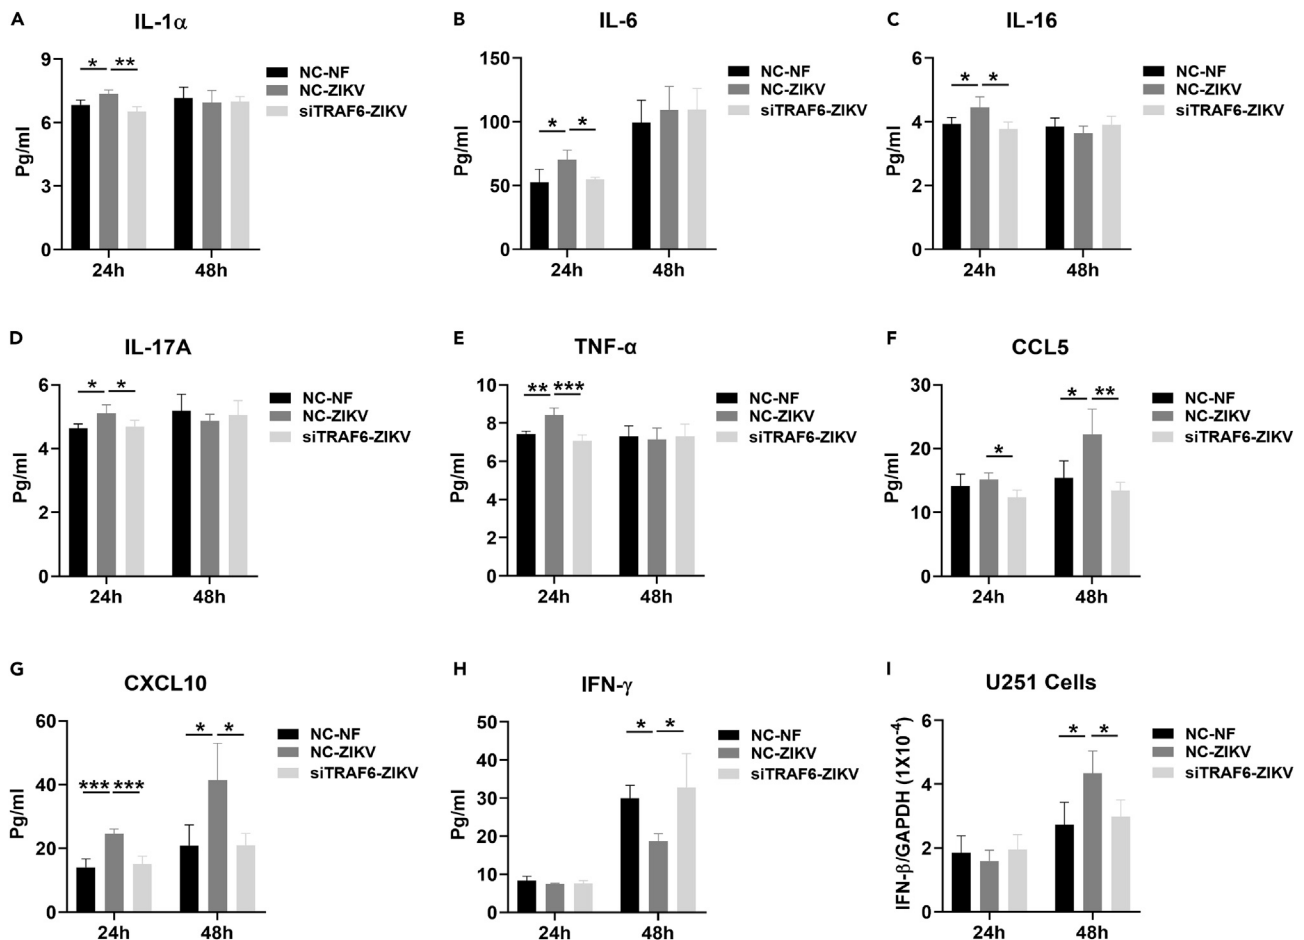 A
IL-1α
9
6
3
0
Pg/ml
* **
24h 48h
NC-NF
NC-ZIKV
siTRAF6-ZIKV
B
IL-6
150
100
50
0
Pg/ml
* *
24h 48h
NC-NF
NC-ZIKV
siTRAF6-ZIKV
C
IL-16
6
4
2
0
Pg/ml
* *
24h 48h
NC-NF
NC-ZIKV
siTRAF6-ZIKV
D
IL-17A
6
4
2
0
Pg/ml
* *
24h 48h
NC-NF
NC-ZIKV
siTRAF6-ZIKV
E
TNF-α
10
8
6
4
2
0
Pg/ml
** ***
24h 48h
NC-NF
NC-ZIKV
siTRAF6-ZIKV
F
CCL5
30
20
10
0
Pg/ml
*
* **
24h 48h
NC-NF
NC-ZIKV
siTRAF6-ZIKV
G
CXCL10
60
40
20
0
Pg/ml
*** ***
* *
24h 48h
NC-NF
NC-ZIKV
siTRAF6-ZIKV
H
IFN-γ
50
40
30
20
10
0
Pg/ml
* *
24h 48h
NC-NF
NC-ZIKV
siTRAF6-ZIKV
I
U251 Cells
6
4
2
0
IFN-β/GAPDH (1X10⁻⁴)
* *
24h 48h
NC-NF
NC-ZIKV
siTRAF6-ZIKV